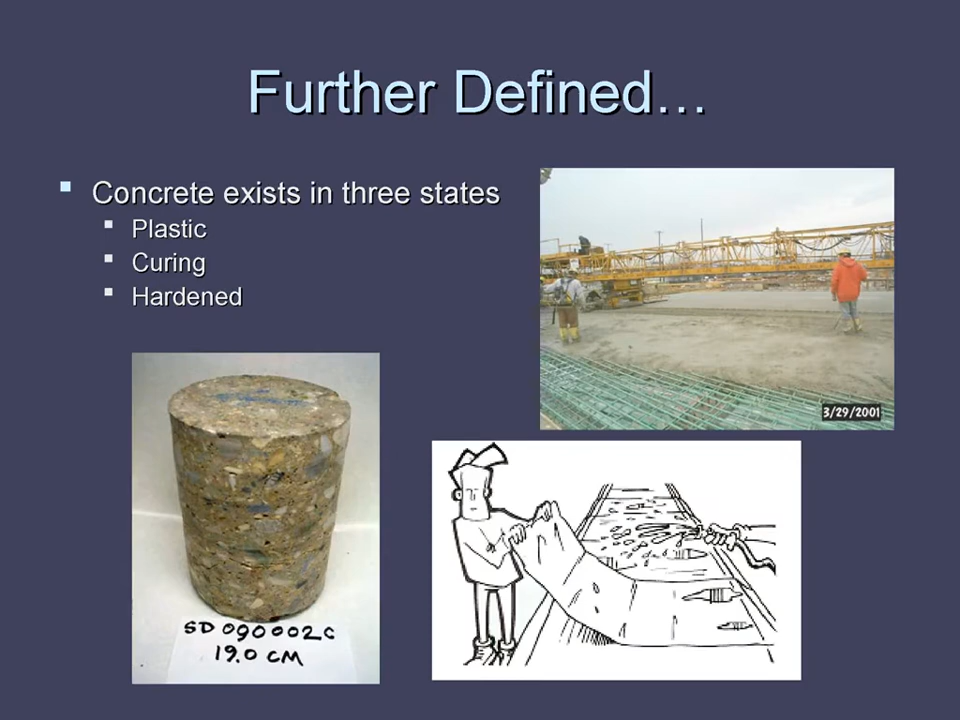 Further Defined…
Concrete exists in three states
Plastic
Curing
Hardened
3/29/2001
SD 090002C
19.0 CM